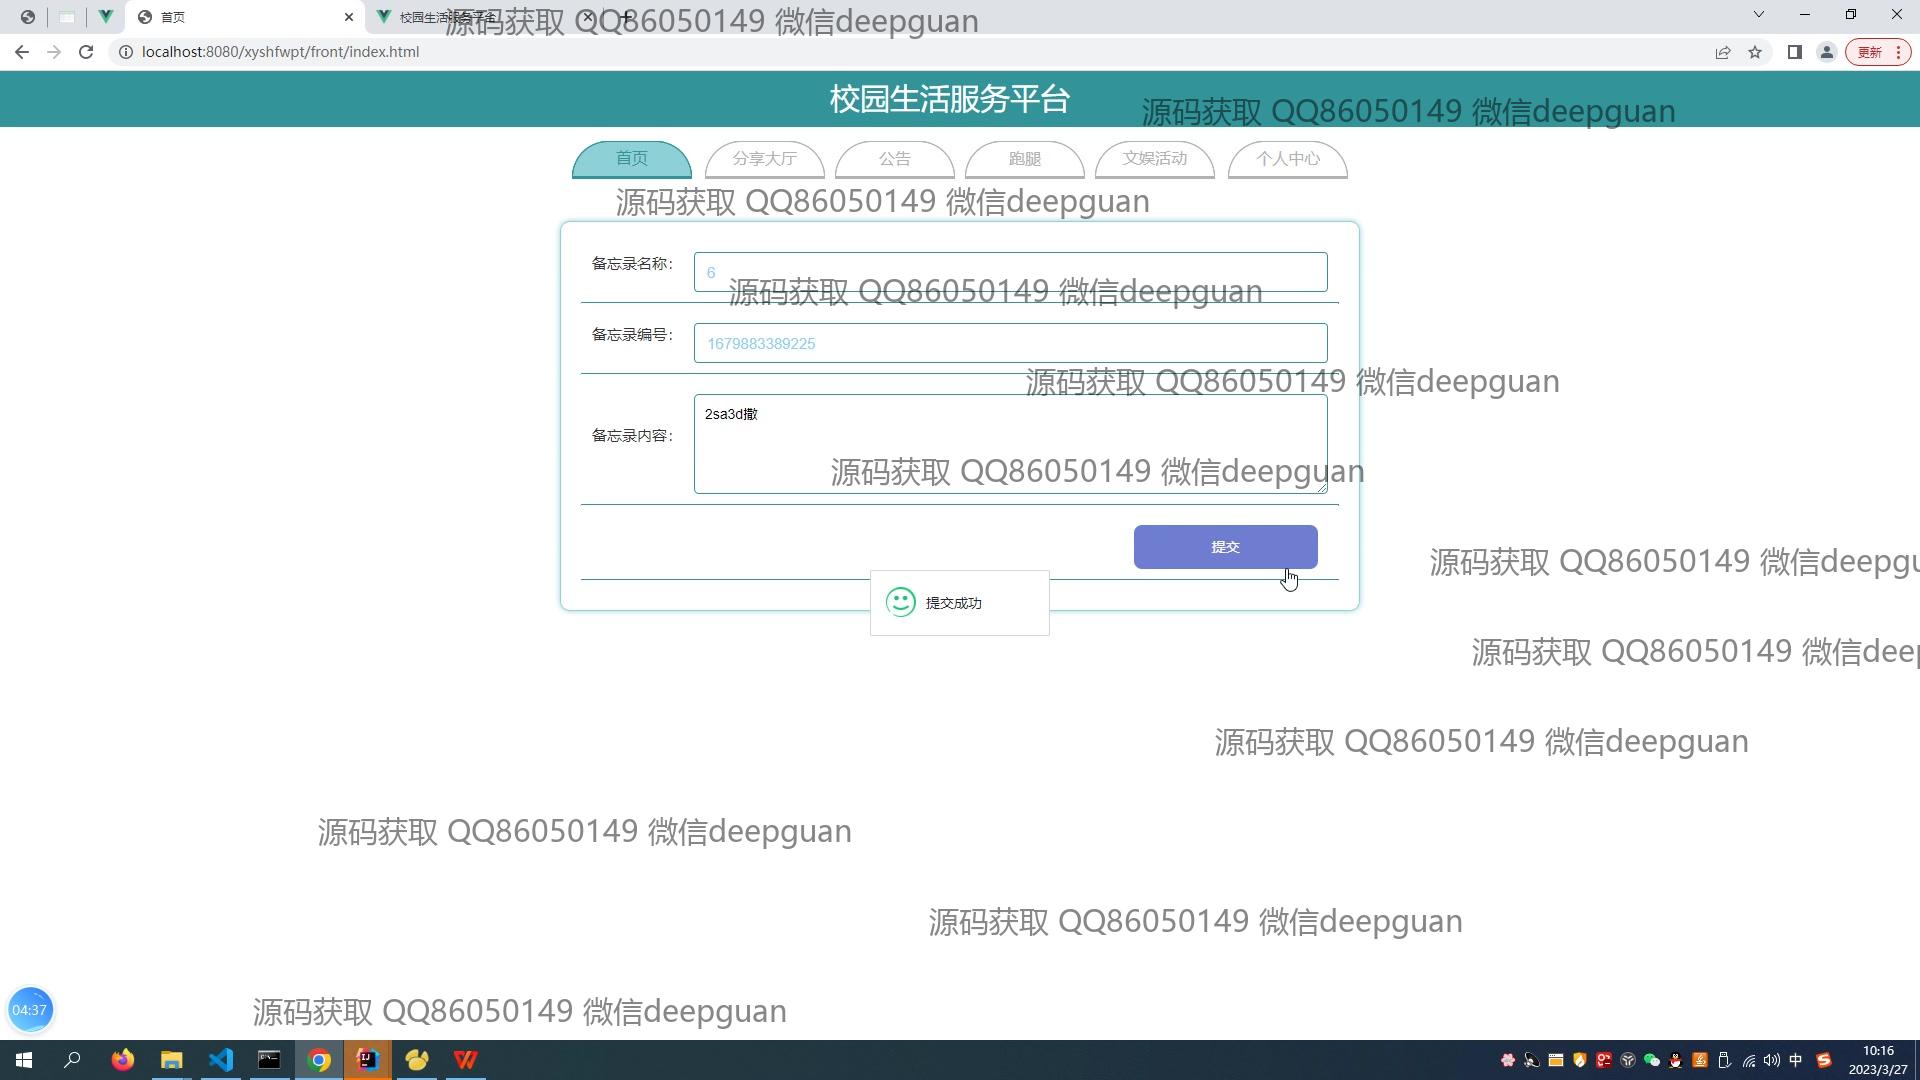 首页
校园生活服务平台
源码获取 QQ86050149 微信deepguan
localhost:8080/xyshfwpt/front/index.html
更新
校园生活服务平台
源码获取 QQ86050149 微信deepguan
首页 分享大厅 公告 跑腿 文娱活动 个人中心
源码获取 QQ86050149 微信deepguan
备忘录名称：
6
源码获取 QQ86050149 微信deepguan
备忘录编号：
1679883389225
源码获取 QQ86050149 微信deepguan
备忘录内容：
2sa3d撒
源码获取 QQ86050149 微信deepguan
提交
源码获取 QQ86050149 微信deepgu
提交成功
源码获取 QQ86050149 微信deep
源码获取 QQ86050149 微信deepguan
源码获取 QQ86050149 微信deepguan
源码获取 QQ86050149 微信deepguan
04:37
源码获取 QQ86050149 微信deepguan
中
10:16
2023/3/27